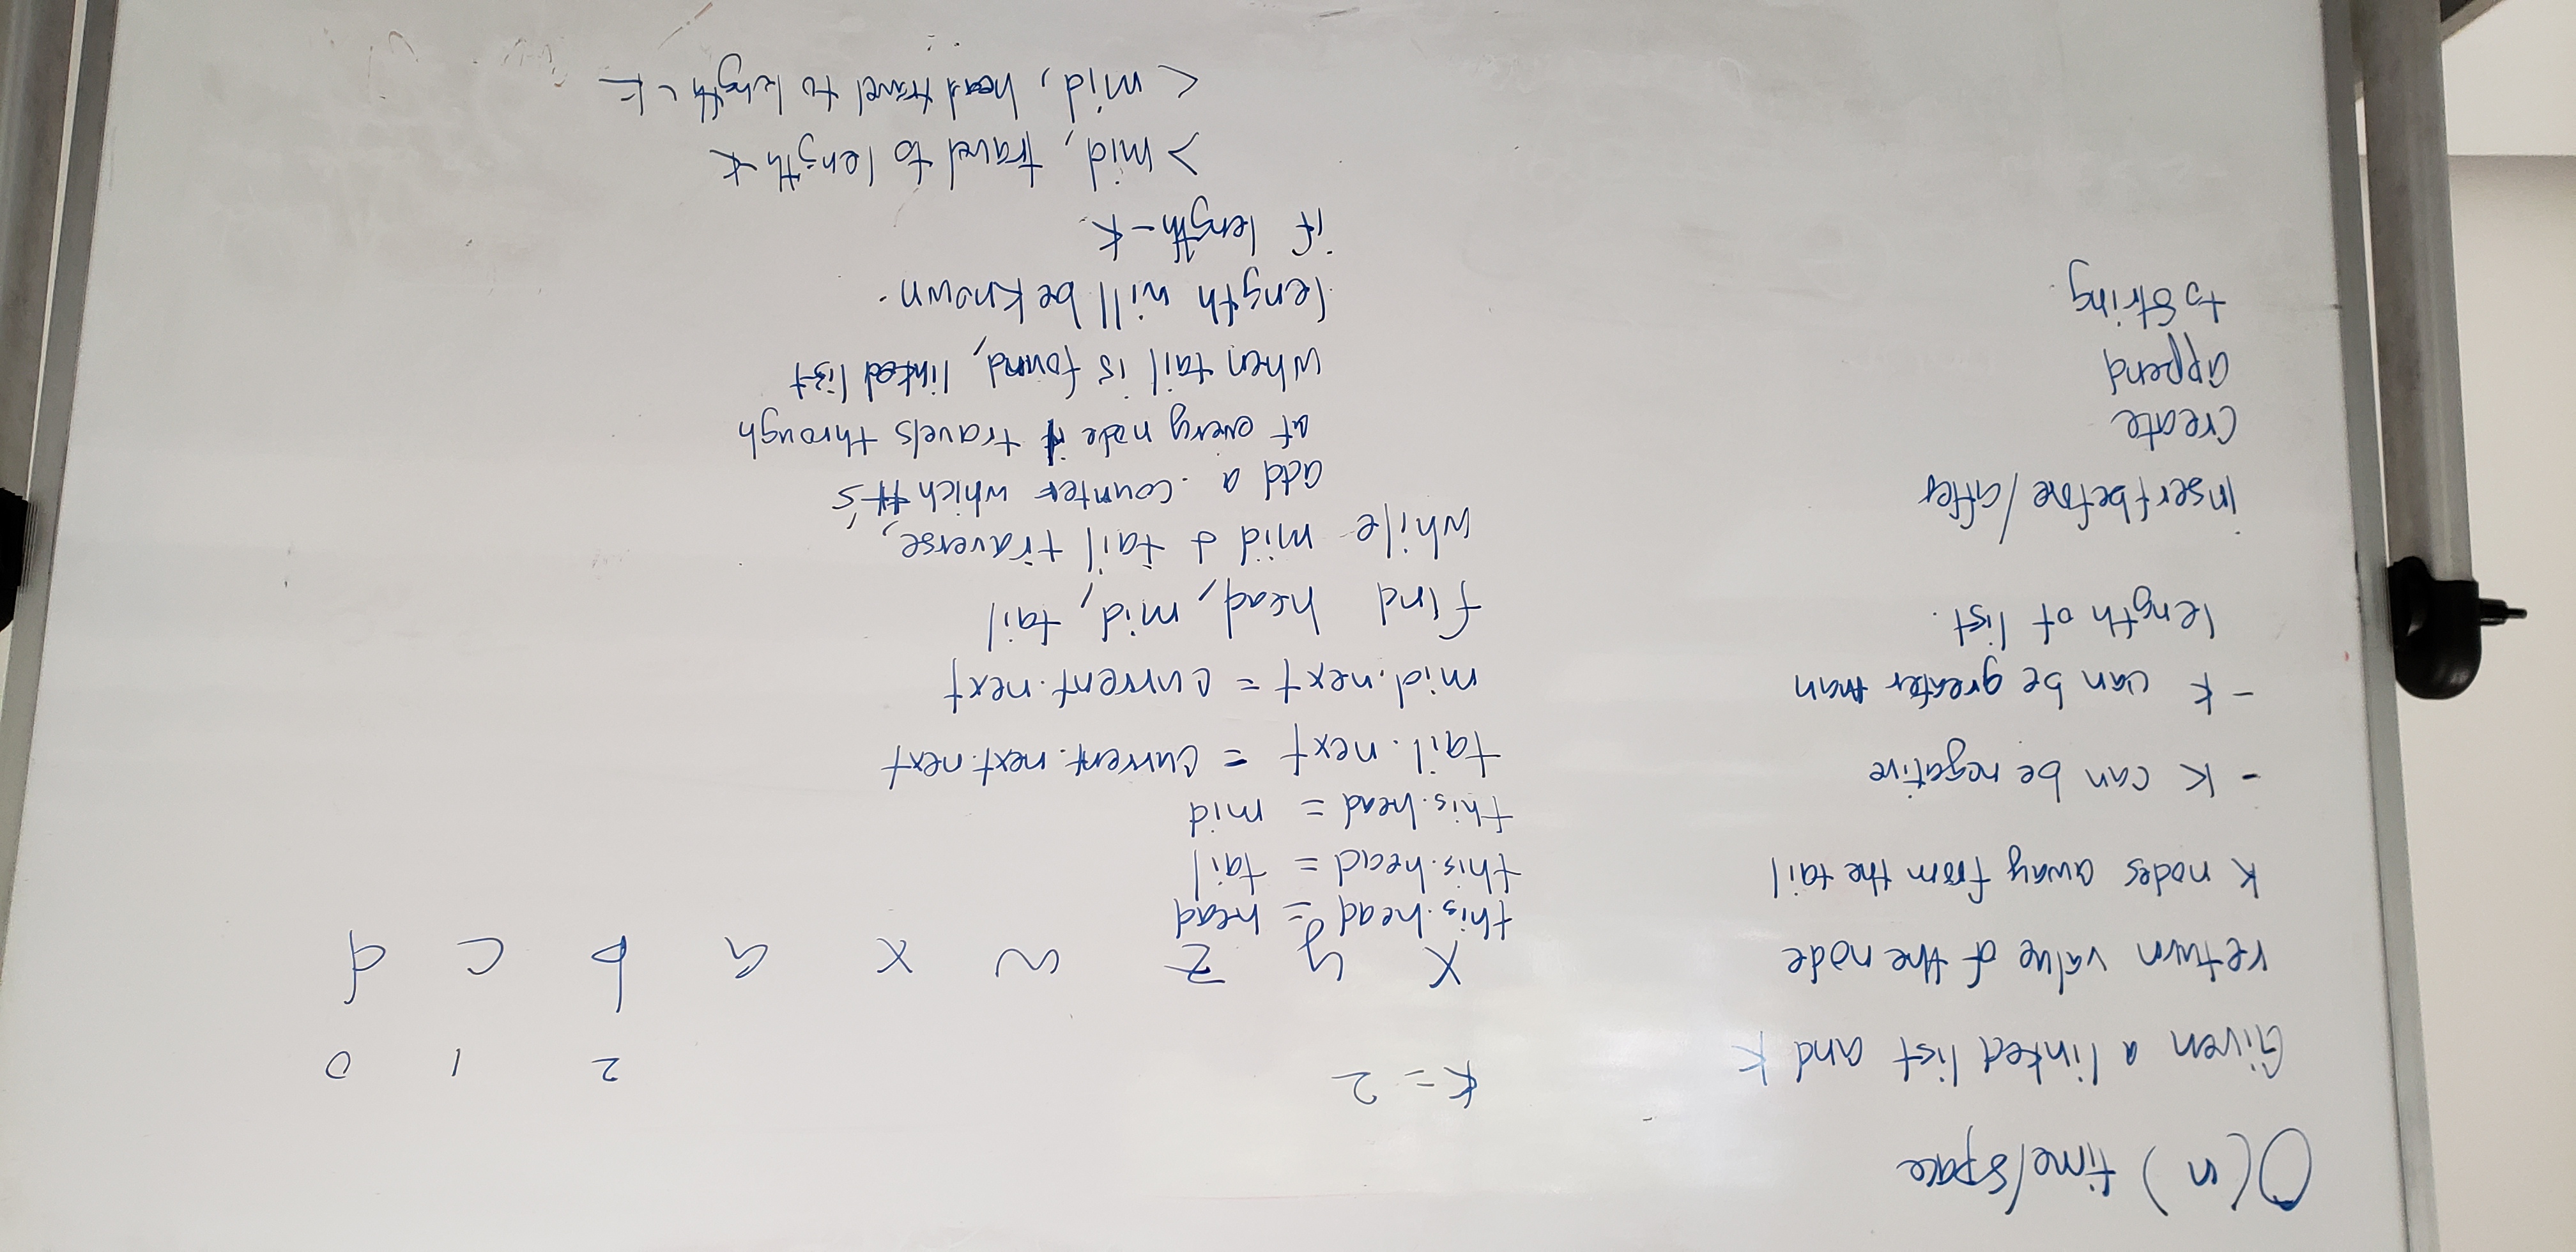 O(n) time/space
Given a linked list and K
return value of the node
K nodes away from the tail
- K can be negative
- K can be greater than
length of list.
insertbefore/after
Create
append
toString.
K = 2
2 1 0
X y z w x a b c d
this.head = head
this.head = tail
this.head = mid
tail.next = current.next.next
mid.next = current.next
find head, mid, tail
while mid & tail traverse,
add a .counter which ++'s
at every node it travels through
when tail is found, linked list
length will be known.
if length-K
> mid, travel to length-K
< mid, head travel to length-K